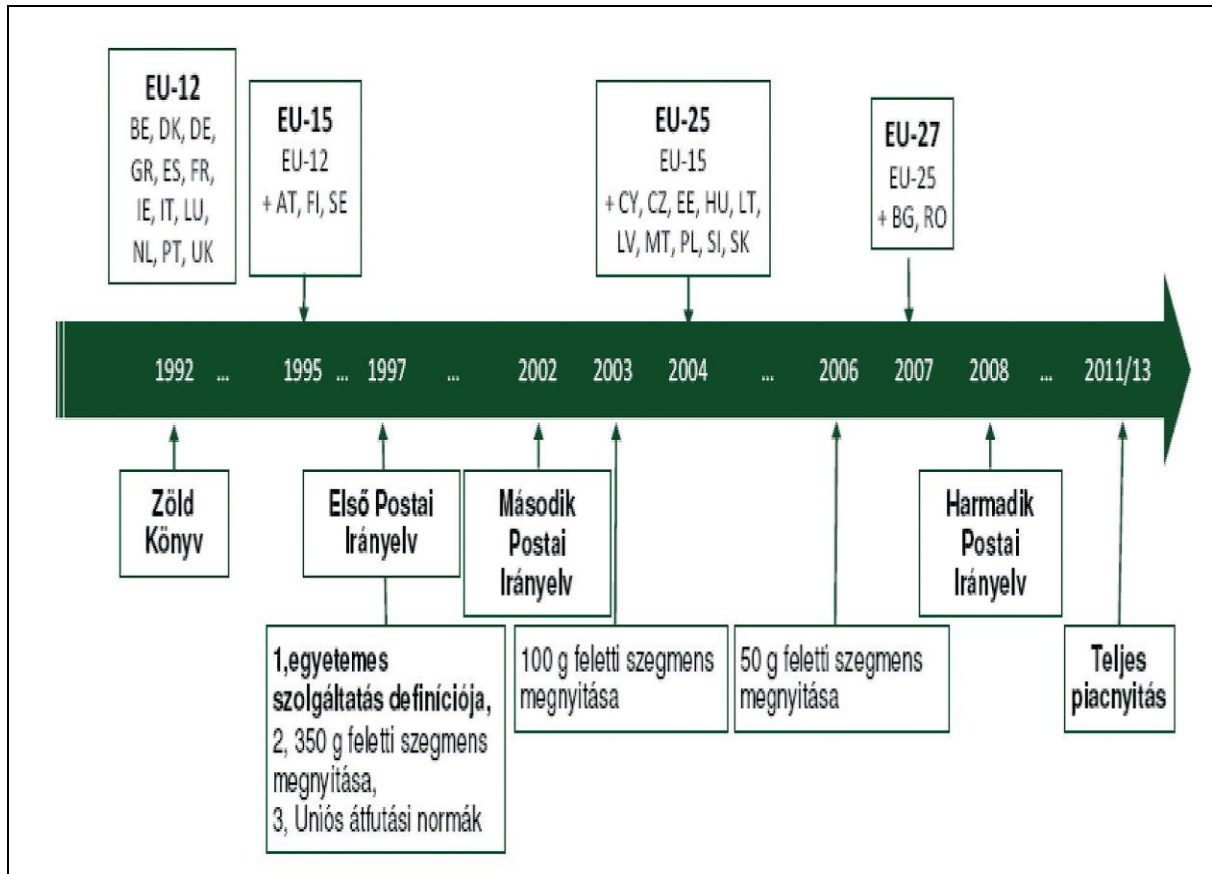 EU-12
BE, DK, DE,
GR, ES, FR,
IE, IT, LU,
NL, PT, UK
EU-15
EU-12
+ AT, FI, SE
EU-25
EU-15
+ CY, CZ, EE, HU, LT,
LV, MT, PL, SI, SK
EU-27
EU-25
+ BG, RO
1992 ... 1995 ... 1997 ... 2002 2003 2004 ... 2006 2007 2008 ... 2011/13
Zöld
Könyv
Első Postai
Irányelv
Második
Postai
Irányelv
Harmadik
Postai
Irányelv
1,egyetemes
szolgáltatás definíciója,
2, 350 g feletti szegmens
megnyitása,
3, Uniós átfutási normák
100 g feletti szegmens
megnyitása
50 g feletti szegmens
megnyitása
Teljes
piacnyitás